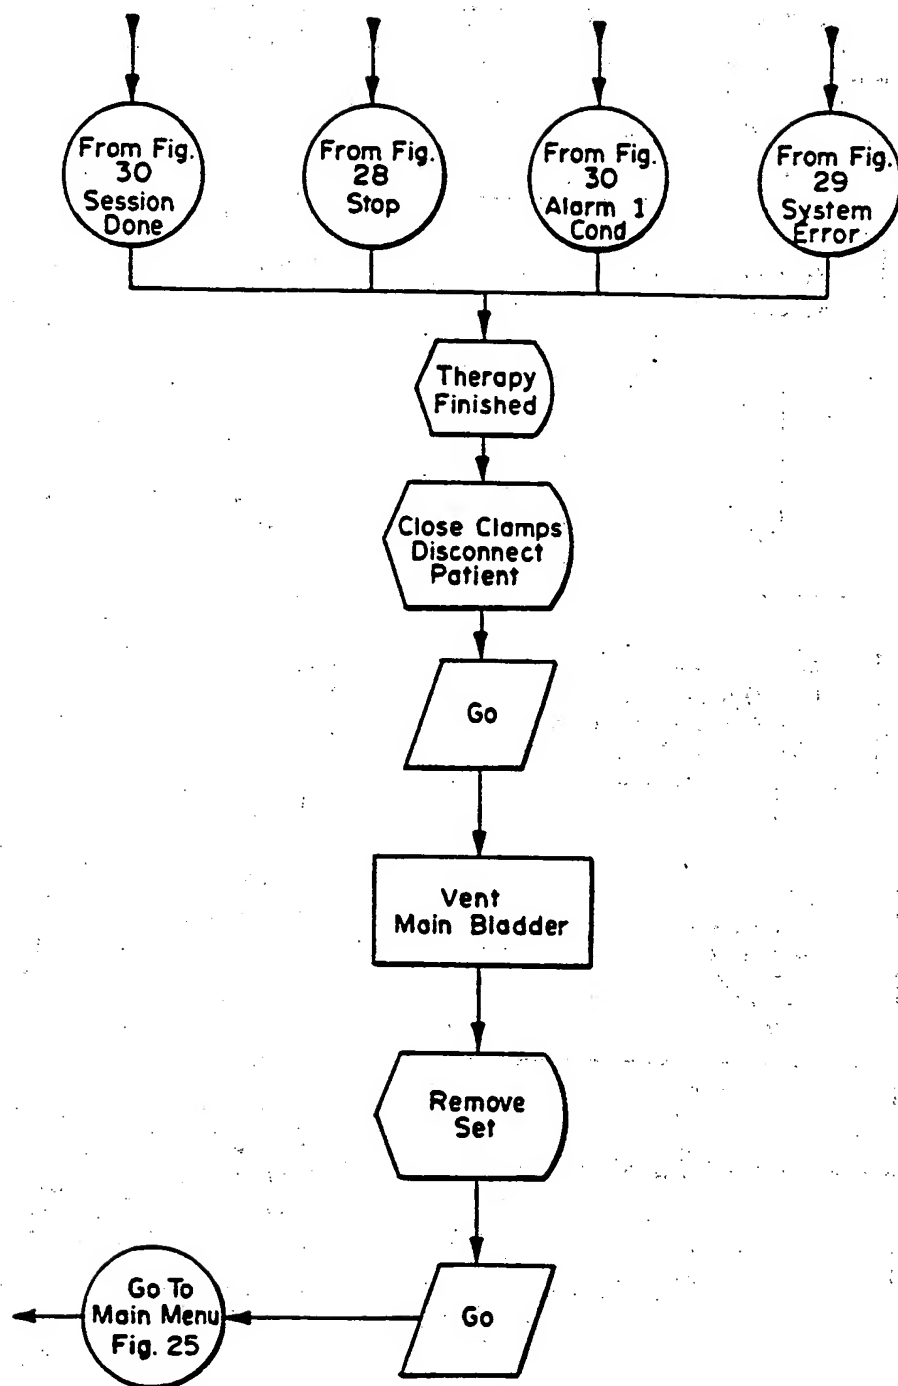 From Fig.
30
Session
Done
From Fig.
28
Stop
From Fig.
30
Alarm 1
Cond
From Fig.
29
System
Error
Therapy
Finished
Close Clamps
Disconnect
Patient
Go
Vent
Main Bladder
Remove
Set
Go
Go To
Main Menu
Fig. 25